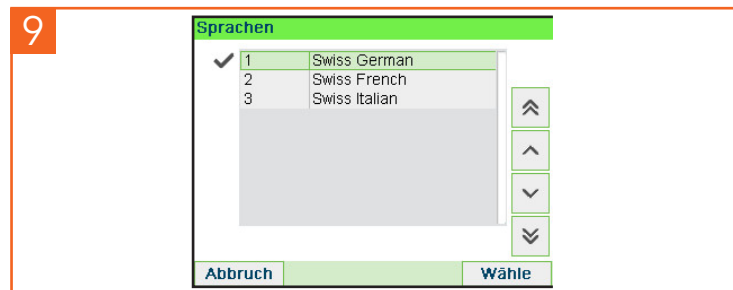 9
Sprachen
1 Swiss German
2 Swiss French
3 Swiss Italian
Abbruch Wähle